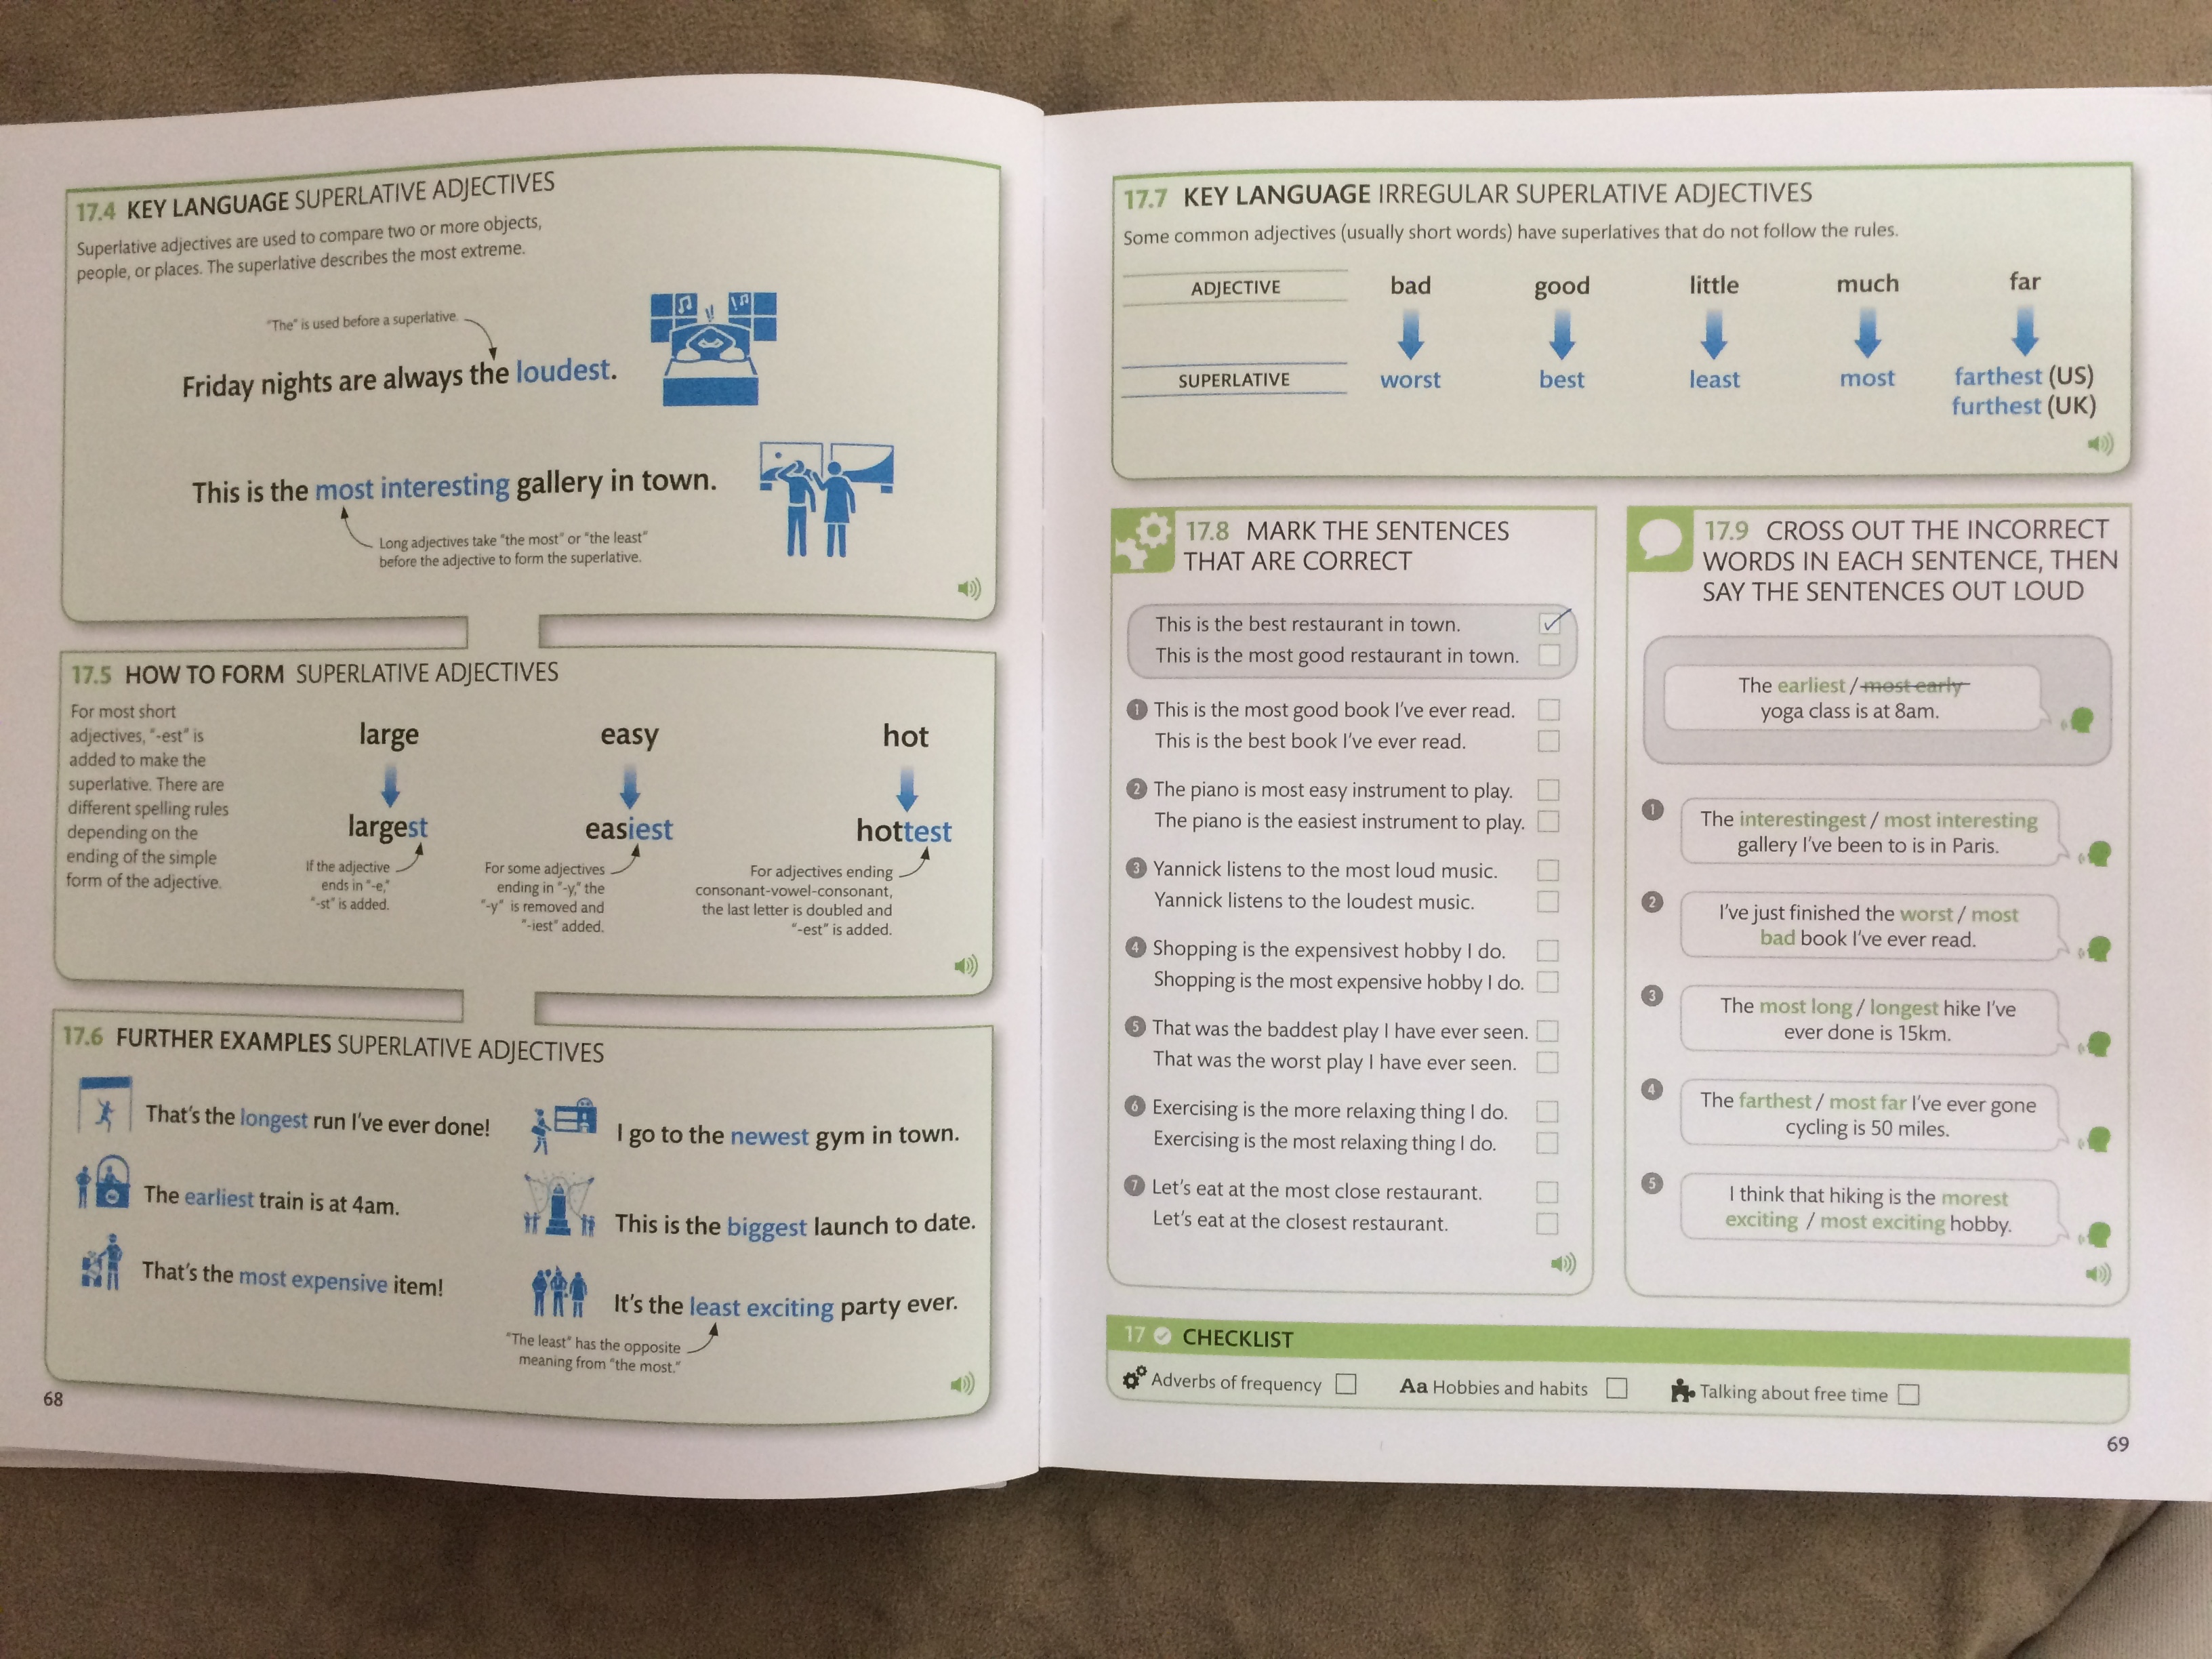 17.4 KEY LANGUAGE SUPERLATIVE ADJECTIVES
Superlative adjectives are used to compare two or more objects,
people, or places. The superlative describes the most extreme.
"The" is used before a superlative.
Friday nights are always the loudest.
This is the most interesting gallery in town.
Long adjectives take "the most" or "the least"
before the adjective to form the superlative.
17.5 HOW TO FORM SUPERLATIVE ADJECTIVES
For most short
adjectives, "-est" is
added to make the
superlative. There are
different spelling rules
depending on the
ending of the simple
form of the adjective.
large
largest
If the adjective
ends in "-e,"
"-st" is added.
easy
easiest
For some adjectives
ending in "-y," the
"-y" is removed and
"-iest" added.
hot
hottest
For adjectives ending
consonant-vowel-consonant,
the last letter is doubled and
"-est" is added.
17.6 FURTHER EXAMPLES SUPERLATIVE ADJECTIVES
That's the longest run I've ever done!
The earliest train is at 4am.
That's the most expensive item!
I go to the newest gym in town.
This is the biggest launch to date.
It's the least exciting party ever.
"The least" has the opposite
meaning from "the most."
68
17.7 KEY LANGUAGE IRREGULAR SUPERLATIVE ADJECTIVES
Some common adjectives (usually short words) have superlatives that do not follow the rules.
ADJECTIVE bad good little much far
SUPERLATIVE worst best least most farthest (US)
furthest (UK)
17.8 MARK THE SENTENCES
THAT ARE CORRECT
This is the best restaurant in town.
This is the most good restaurant in town.
1 This is the most good book I've ever read.
This is the best book I've ever read.
2 The piano is most easy instrument to play.
The piano is the easiest instrument to play.
3 Yannick listens to the most loud music.
Yannick listens to the loudest music.
4 Shopping is the expensivest hobby I do.
Shopping is the most expensive hobby I do.
5 That was the baddest play I have ever seen.
That was the worst play I have ever seen.
6 Exercising is the more relaxing thing I do.
Exercising is the most relaxing thing I do.
7 Let's eat at the most close restaurant.
Let's eat at the closest restaurant.
17.9 CROSS OUT THE INCORRECT
WORDS IN EACH SENTENCE, THEN
SAY THE SENTENCES OUT LOUD
The earliest / most early
yoga class is at 8am.
1 The interestingest / most interesting
gallery I've been to is in Paris.
2 I've just finished the worst / most
bad book I've ever read.
3 The most long / longest hike I've
ever done is 15km.
4 The farthest / most far I've ever gone
cycling is 50 miles.
5 I think that hiking is the morest
exciting / most exciting hobby.
17 CHECKLIST
Adverbs of frequency Aa Hobbies and habits Talking about free time
69